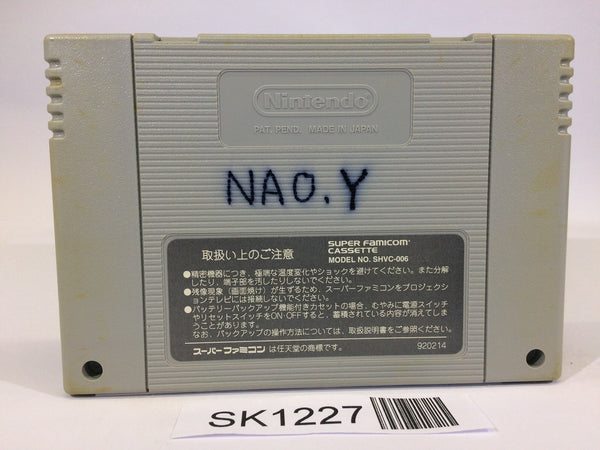 Nintendo
PAT. PEND. MADE IN JAPAN
NAO.Y
取扱い上のご注意
SUPER FAMICOM
CASSETTE
MODEL NO. SHVC-006
●精密機器につき、極端な温度変化やショックを避けてください。また分解
したり、端子部を汚したりしないでください。
●残像現象（画面焼け）が生ずるため、スーパーファミコンをプロジェクシ
ョンテレビには接続しないでください。
●バッテリーバックアップ機能付きカセットの場合、むやみに電源スイッチ
やリセットスイッチをON・OFFすると、蓄積されている内容が消えてしま
うことがあります。
なお、バックアップの操作方法については、取扱説明書をご参照ください。
スーパーファミコン は任天堂の商標です。
920214
SK1227